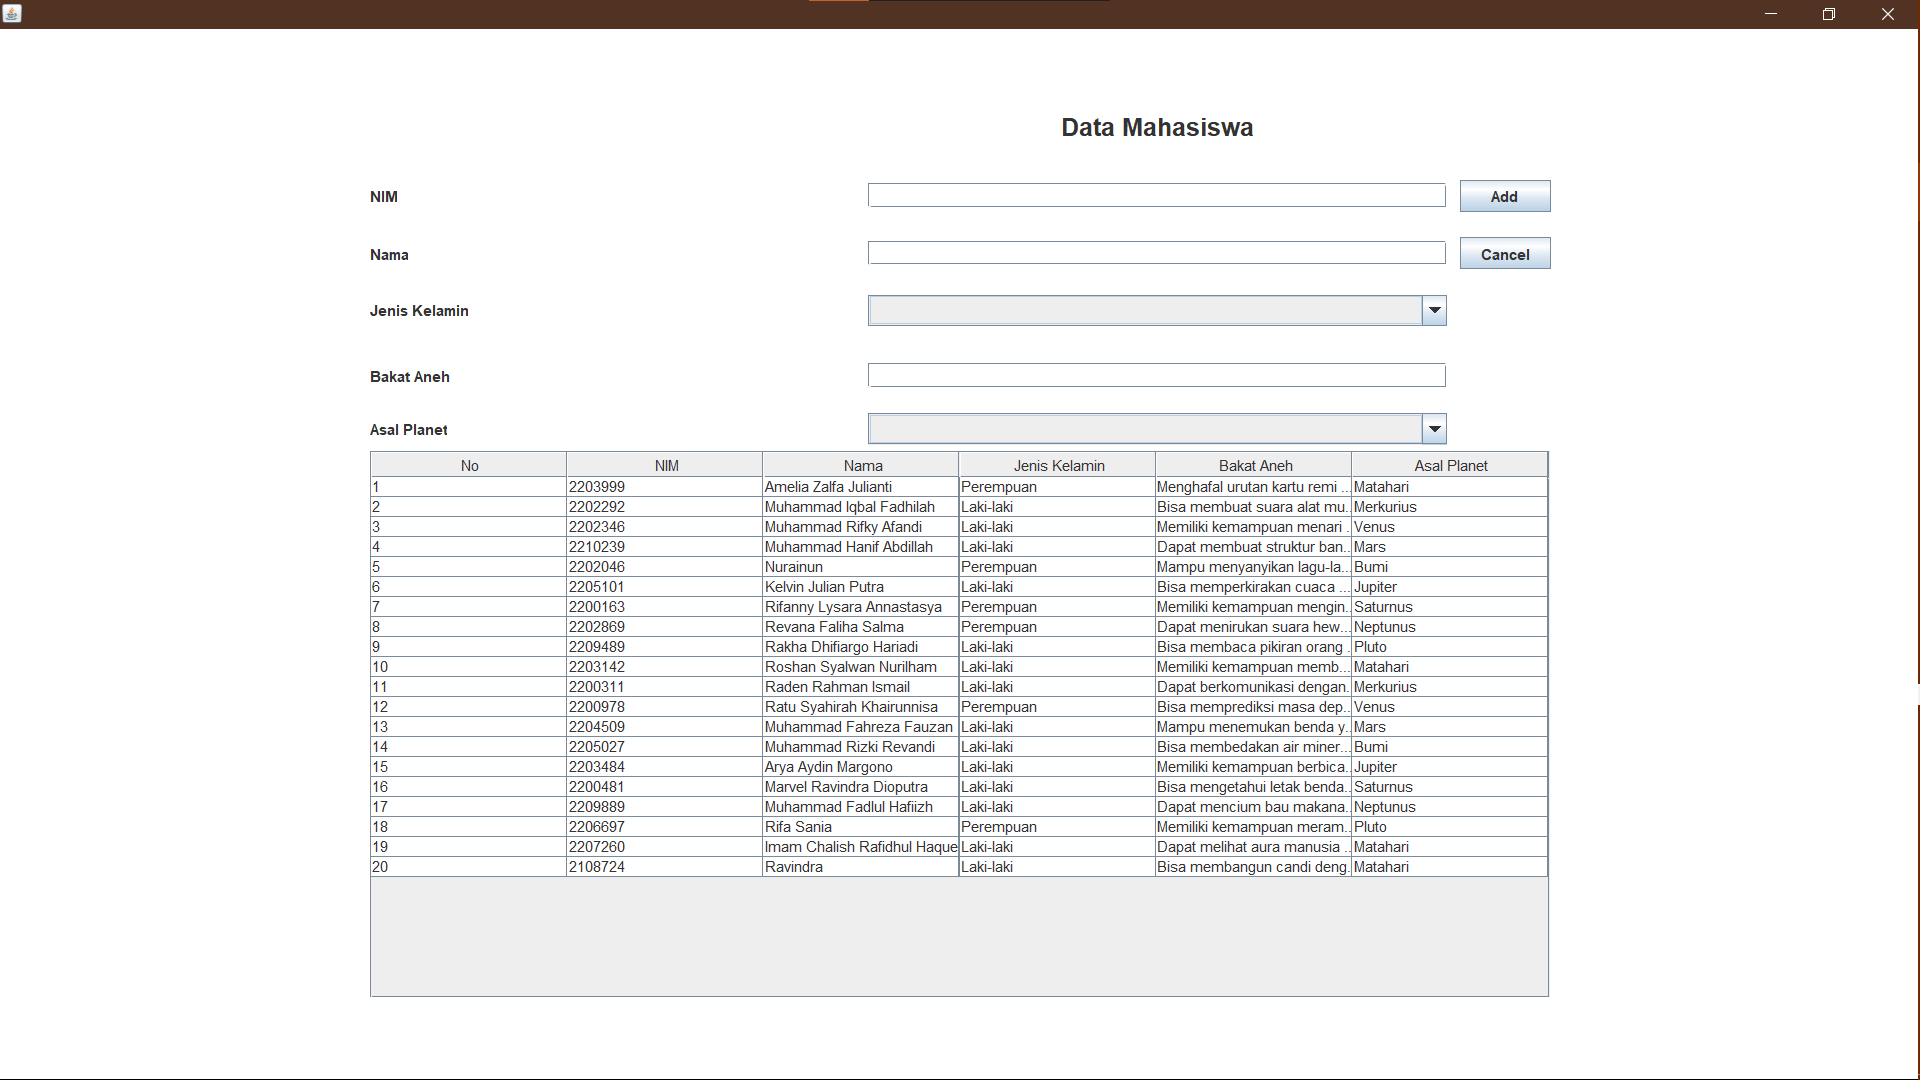 Data Mahasiswa
NIM Add
Nama Cancel
Jenis Kelamin
Bakat Aneh
Asal Planet
No NIM Nama Jenis Kelamin Bakat Aneh Asal Planet
1 2203999 Amelia Zalfa Julianti Perempuan Menghafal urutan kartu remi ... Matahari
2 2202292 Muhammad Iqbal Fadhilah Laki-laki Bisa membuat suara alat mu... Merkurius
3 2202346 Muhammad Rifky Afandi Laki-laki Memiliki kemampuan menari ... Venus
4 2210239 Muhammad Hanif Abdillah Laki-laki Dapat membuat struktur ban... Mars
5 2202046 Nurainun Perempuan Mampu menyanyikan lagu-la... Bumi
6 2205101 Kelvin Julian Putra Laki-laki Bisa memperkirakan cuaca ... Jupiter
7 2200163 Rifanny Lysara Annastasya Perempuan Memiliki kemampuan mengin... Saturnus
8 2202869 Revana Faliha Salma Perempuan Dapat menirukan suara hew... Neptunus
9 2209489 Rakha Dhifiargo Hariadi Laki-laki Bisa membaca pikiran orang ... Pluto
10 2203142 Roshan Syalwan Nurilham Laki-laki Memiliki kemampuan memb... Matahari
11 2200311 Raden Rahman Ismail Laki-laki Dapat berkomunikasi dengan... Merkurius
12 2200978 Ratu Syahirah Khairunnisa Perempuan Bisa memprediksi masa dep... Venus
13 2204509 Muhammad Fahreza Fauzan Laki-laki Mampu menemukan benda y... Mars
14 2205027 Muhammad Rizki Revandi Laki-laki Bisa membedakan air miner... Bumi
15 2203484 Arya Aydin Margono Laki-laki Memiliki kemampuan berbica... Jupiter
16 2200481 Marvel Ravindra Dioputra Laki-laki Bisa mengetahui letak benda... Saturnus
17 2209889 Muhammad Fadlul Hafiizh Laki-laki Dapat mencium bau makana... Neptunus
18 2206697 Rifa Sania Perempuan Memiliki kemampuan meram... Pluto
19 2207260 Imam Chalish Rafidhul Haque Laki-laki Dapat melihat aura manusia ... Matahari
20 2108724 Ravindra Laki-laki Bisa membangun candi deng... Matahari